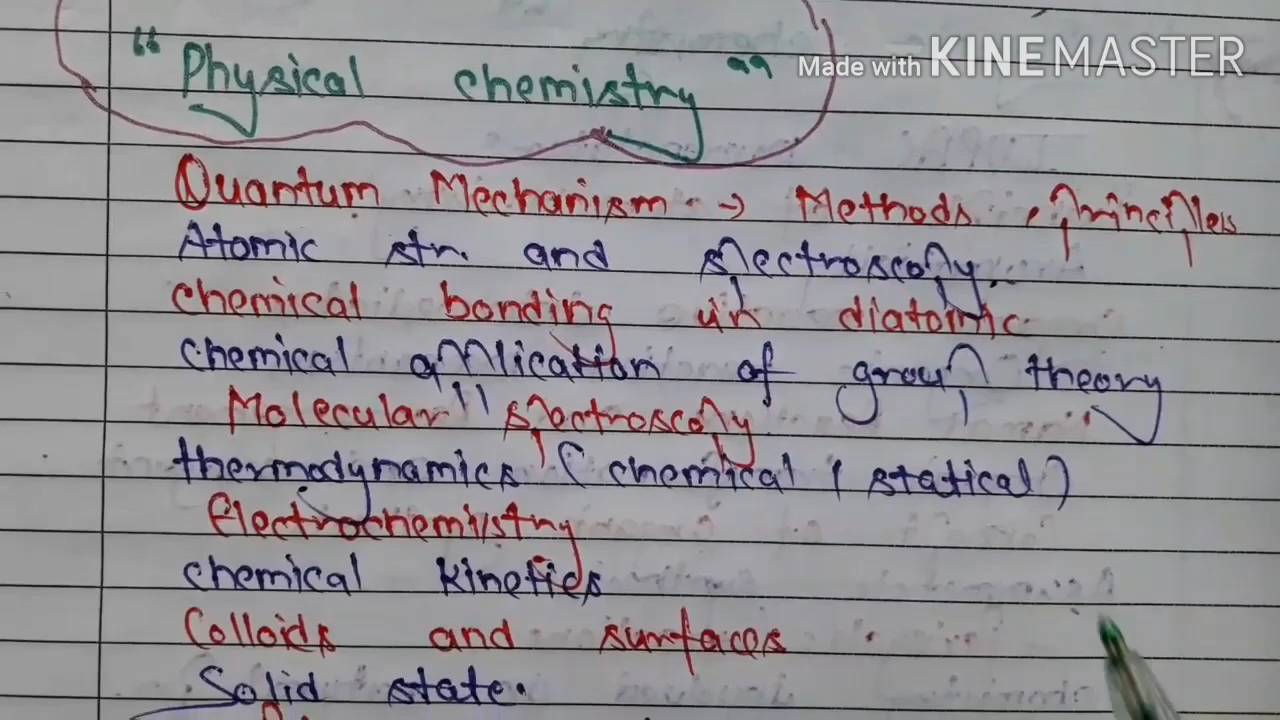 "Physical chemistry"
Made with KINEMASTER
Quantum Mechanism → Methods, principles
Atomic str. and spectroscopy.
chemical bonding in diatomic
chemical application of group theory
Molecular spectroscopy
thermodynamics (chemical / statical)
Electrochemistry
chemical Kinetics
Colloids and surfaces
Solid state.